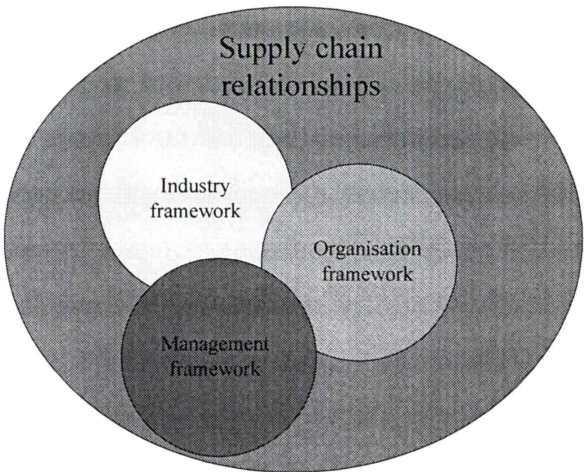 Supply chain
relationships
Industry
framework
Organisation
framework
Management
framework